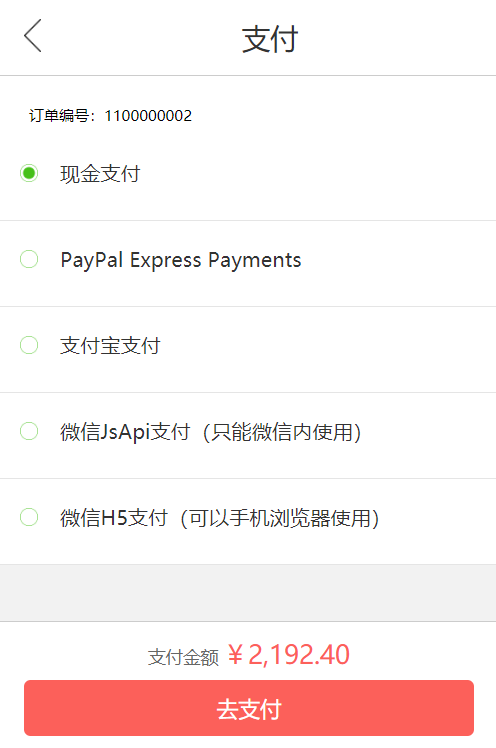 支付
订单编号：1100000002
现金支付
PayPal Express Payments
支付宝支付
微信JsApi支付（只能微信内使用）
微信H5支付（可以手机浏览器使用）
支付金额 ￥2,192.40
去支付